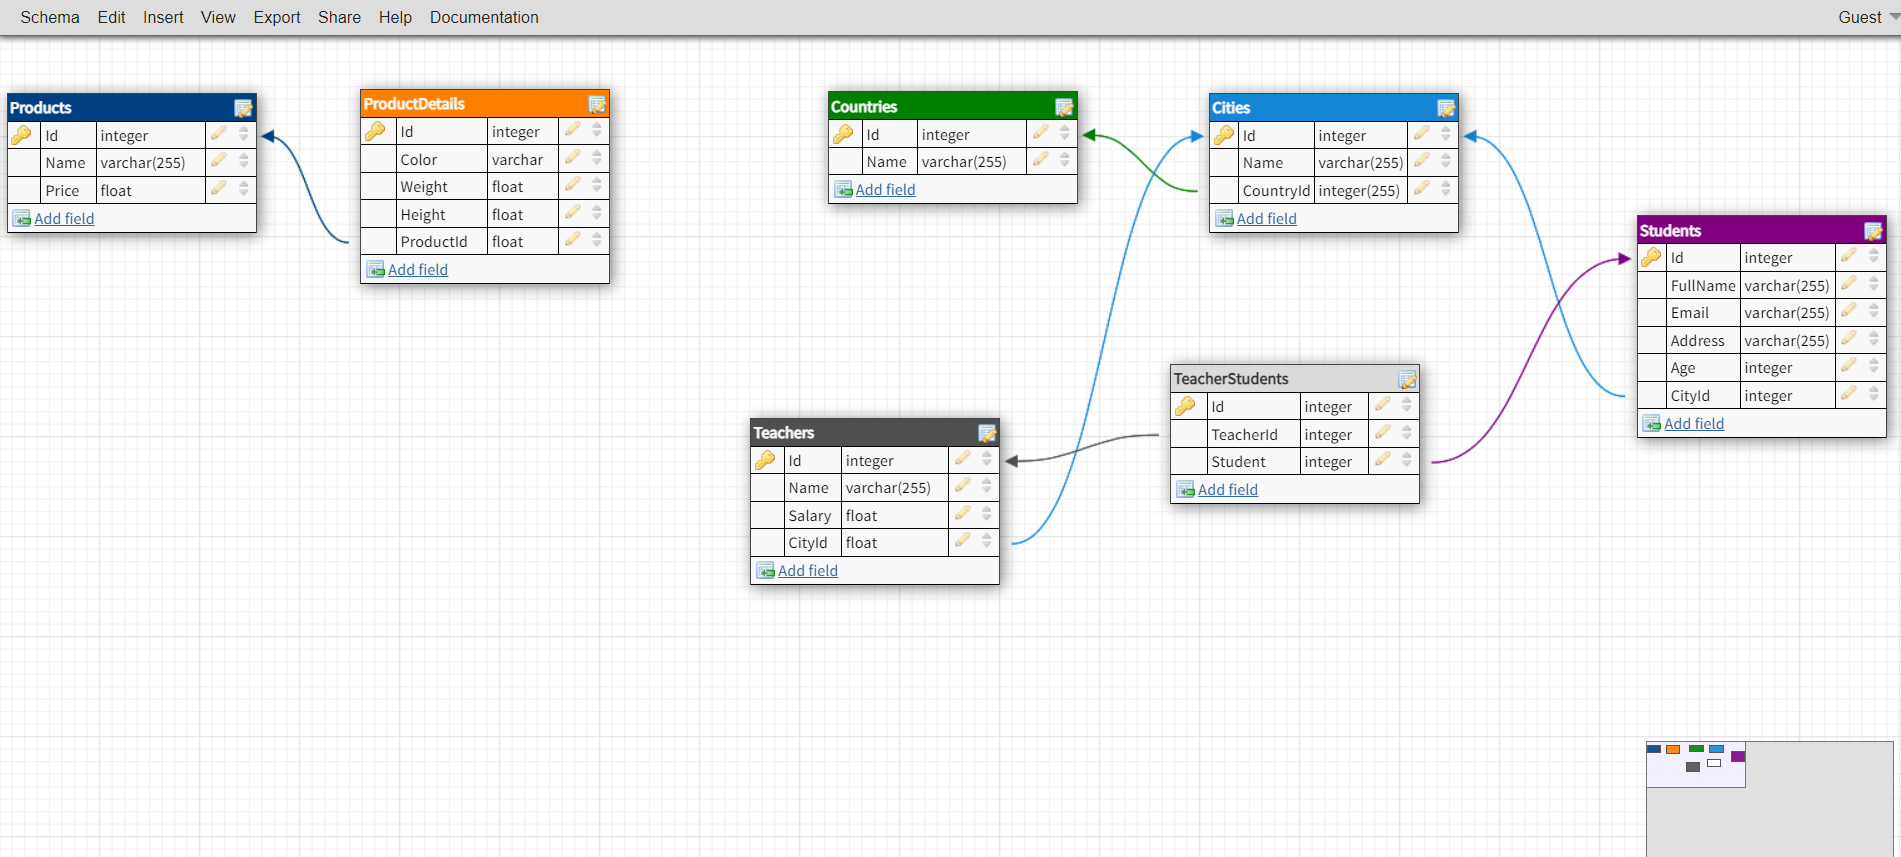 Schema Edit Insert View Export Share Help Documentation Guest
Products
Id integer
Name varchar(255)
Price float
Add field
ProductDetails
Id integer
Color varchar
Weight float
Height float
ProductId float
Add field
Countries
Id integer
Name varchar(255)
Add field
Cities
Id integer
Name varchar(255)
CountryId integer(255)
Add field
Students
Id integer
FullName varchar(255)
Email varchar(255)
Address varchar(255)
Age integer
CityId integer
Add field
TeacherStudents
Id integer
TeacherId integer
Student integer
Add field
Teachers
Id integer
Name varchar(255)
Salary float
CityId float
Add field